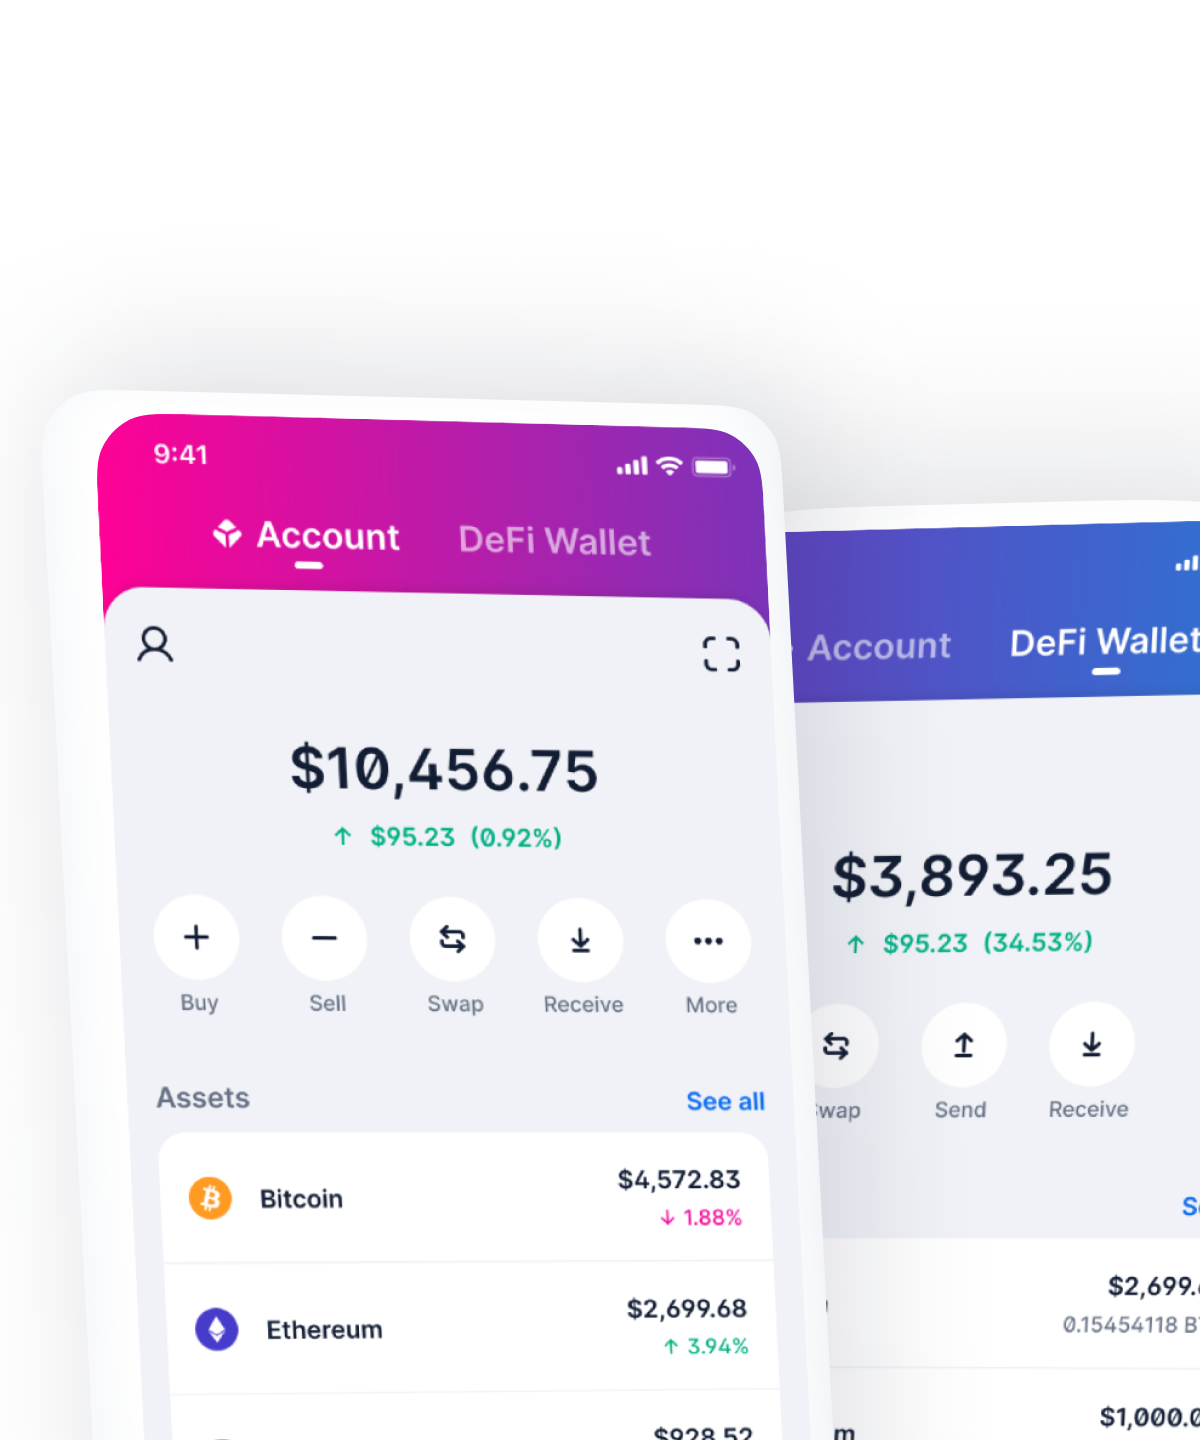 9:41
Account DeFi Wallet
$10,456.75
↑ $95.23 (0.92%)
Buy Sell Swap Receive More
Assets See all
Bitcoin $4,572.83
↓ 1.88%
Ethereum $2,699.68
↑ 3.94%
$928.52
Account DeFi Wallet
$3,893.25
↑ $95.23 (34.53%)
wap Send Receive
$2,699.
0.15454118 B
m $1,000.0